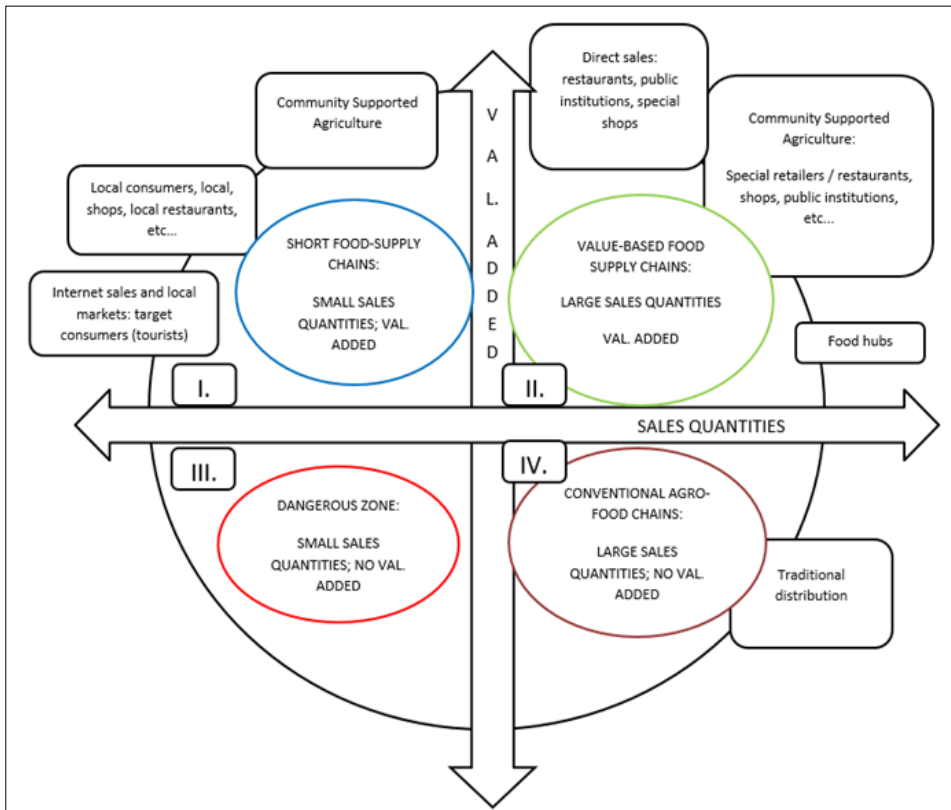 Direct sales:
restaurants, public
institutions, special
shops
Community Supported
Agriculture
Community Supported
Agriculture:
Special retailers / restaurants,
shops, public institutions,
etc...
Local consumers, local,
shops, local restaurants,
etc...
Internet sales and local
markets: target
consumers (tourists)
VAL. ADDED
SHORT FOOD-SUPPLY
CHAINS:
SMALL SALES
QUANTITIES; VAL.
ADDED
VALUE-BASED FOOD
SUPPLY CHAINS:
LARGE SALES QUANTITIES
VAL. ADDED
Food hubs
I.
II.
SALES QUANTITIES
III.
IV.
DANGEROUS ZONE:
SMALL SALES
QUANTITIES; NO VAL.
ADDED
CONVENTIONAL AGRO-
FOOD CHAINS:
LARGE SALES
QUANTITIES; NO VAL.
ADDED
Traditional
distribution